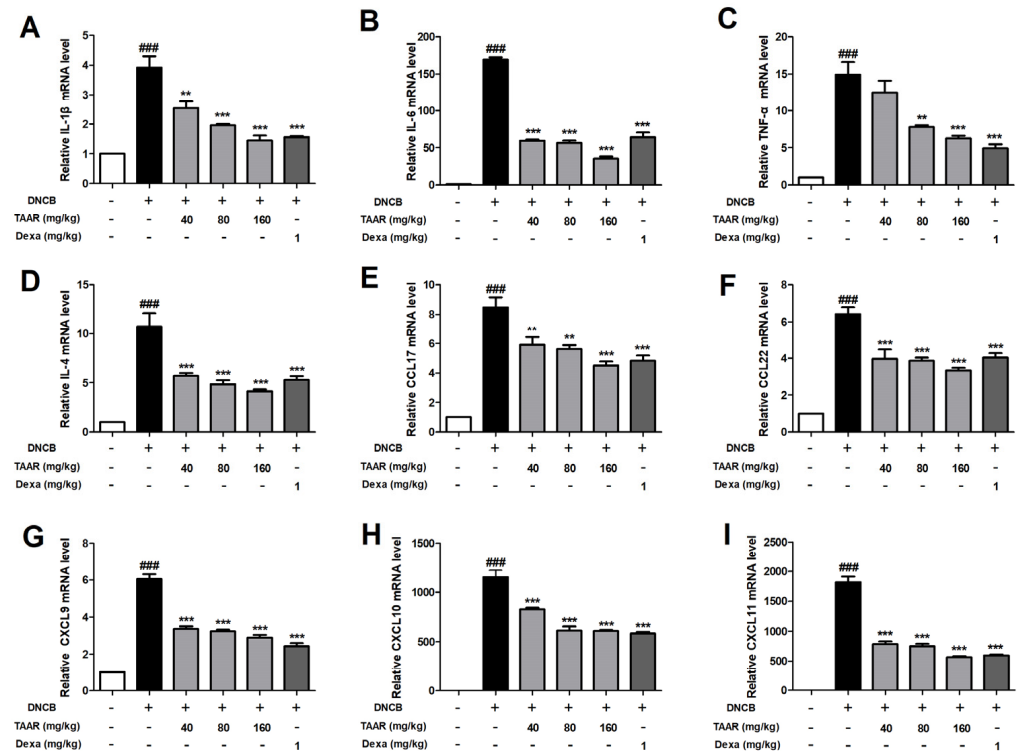 A
Relative IL-1β mRNA level
5
4
3
2
1
0
###
**
***
***
***
DNCB - + + + + +
TAAR (mg/kg) - - 40 80 160 -
Dexa (mg/kg) - - - - - 1
B
Relative IL-6 mRNA level
200
150
100
50
0
###
***
***
***
***
DNCB - + + + + +
TAAR (mg/kg) - - 40 80 160 -
Dexa (mg/kg) - - - - - 1
C
Relative TNF-α mRNA level
20
15
10
5
0
###
**
***
***
DNCB - + + + + +
TAAR (mg/kg) - - 40 80 160 -
Dexa (mg/kg) - - - - - 1
D
Relative IL-4 mRNA level
15
10
5
0
###
***
***
***
***
DNCB - + + + + +
TAAR (mg/kg) - - 40 80 160 -
Dexa (mg/kg) - - - - - 1
E
Relative CCL17 mRNA level
10
8
6
4
2
0
###
**
**
***
***
DNCB - + + + + +
TAAR (mg/kg) - - 40 80 160 -
Dexa (mg/kg) - - - - - 1
F
Relative CCL22 mRNA level
8
6
4
2
0
###
***
***
***
***
DNCB - + + + + +
TAAR (mg/kg) - - 40 80 160 -
Dexa (mg/kg) - - - - - 1
G
Relative CXCL9 mRNA level
8
6
4
2
0
###
***
***
***
***
DNCB - + + + + +
TAAR (mg/kg) - - 40 80 160 -
Dexa (mg/kg) - - - - - 1
H
Relative CXCL10 mRNA level
1500
1000
500
0
###
***
***
***
***
DNCB - + + + + +
TAAR (mg/kg) - - 40 80 160 -
Dexa (mg/kg) - - - - - 1
I
Relative CXCL11 mRNA level
2500
2000
1500
1000
500
0
###
***
***
***
***
DNCB - + + + + +
TAAR (mg/kg) - - 40 80 160 -
Dexa (mg/kg) - - - - - 1